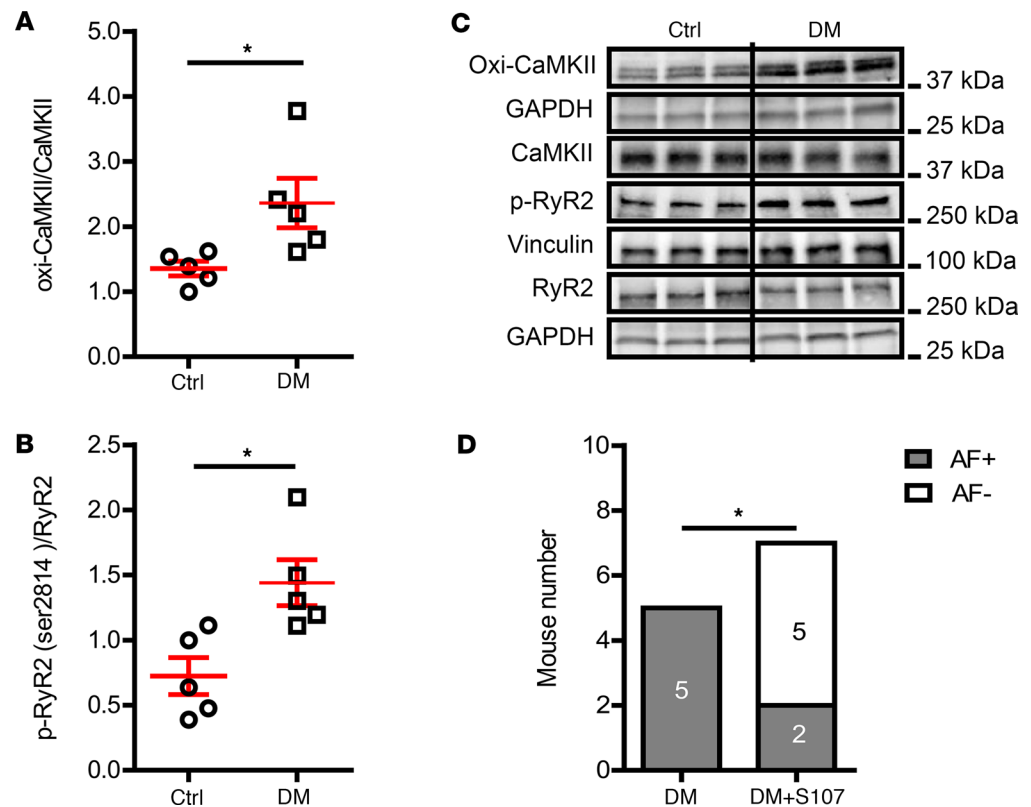 A
5.0
4.0
3.0
2.0
1.0
0.0
oxi-CaMKII/CaMKII
*
Ctrl
DM
C
Ctrl
DM
Oxi-CaMKII
37 kDa
GAPDH
25 kDa
CaMKII
37 kDa
p-RyR2
250 kDa
Vinculin
100 kDa
RyR2
250 kDa
GAPDH
25 kDa
B
2.5
2.0
1.5
1.0
0.5
0.0
p-RyR2 (ser2814 )/RyR2
*
Ctrl
DM
D
10
8
6
4
2
0
Mouse number
*
5
5
2
DM
DM+S107
AF+
AF-